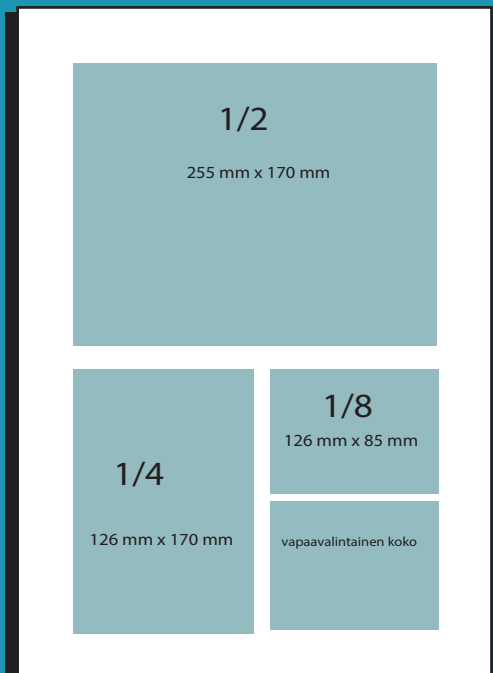 1/2
255 mm x 170 mm
1/8
126 mm x 85 mm
1/4
126 mm x 170 mm
vapaavalintainen koko